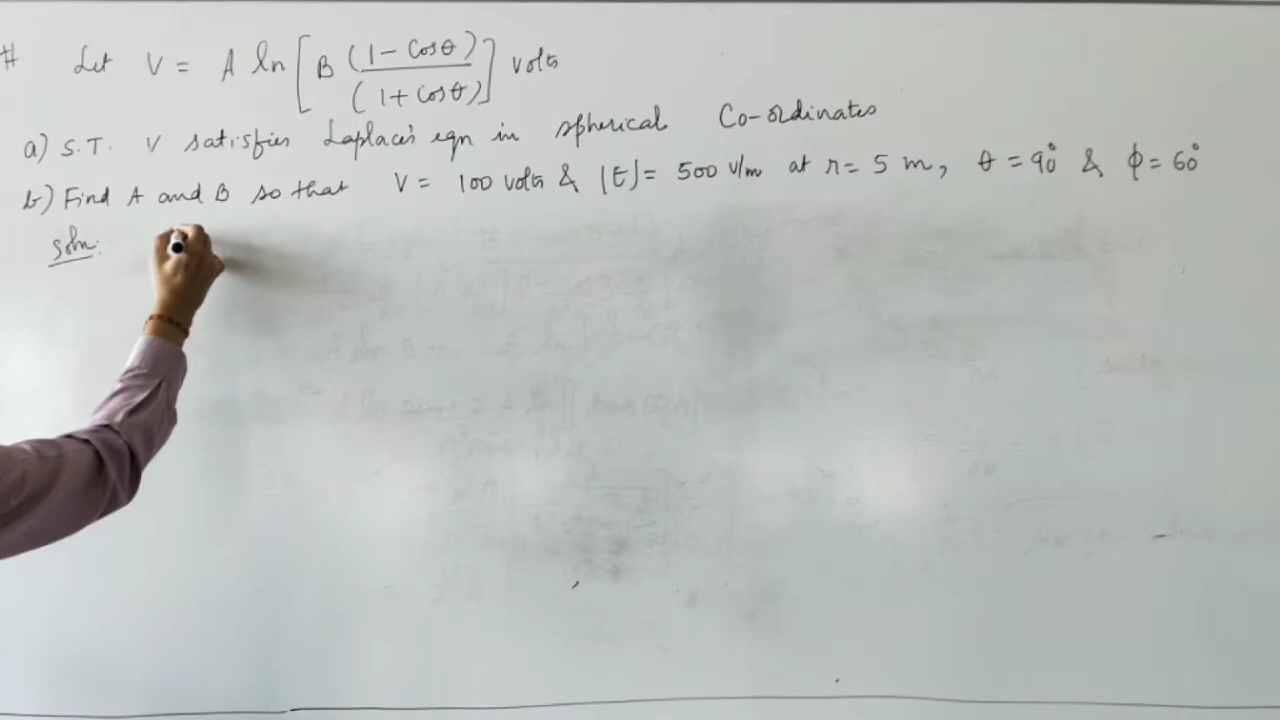 # Let V = A ln [ B (1 - Cosθ) / (1 + Cosθ) ] volts
a) S.T. V satisfies Laplace's eqn in spherical Co-ordinates
b) Find A and B so that V = 100 volts & |E| = 500 V/m at r = 5 m, θ = 90° & ϕ = 60°
Soln: